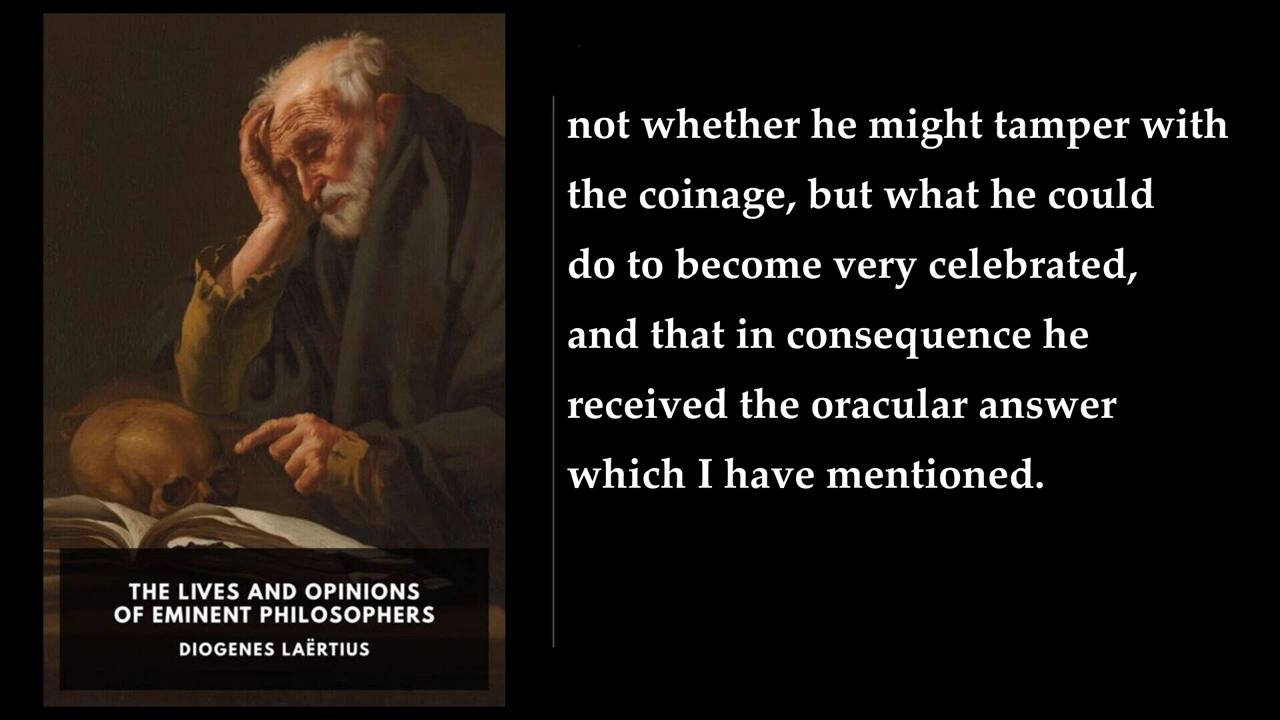 not whether he might tamper with
the coinage, but what he could
do to become very celebrated,
and that in consequence he
received the oracular answer
which I have mentioned.
THE LIVES AND OPINIONS
OF EMINENT PHILOSOPHERS
DIOGENES LAËRTIUS